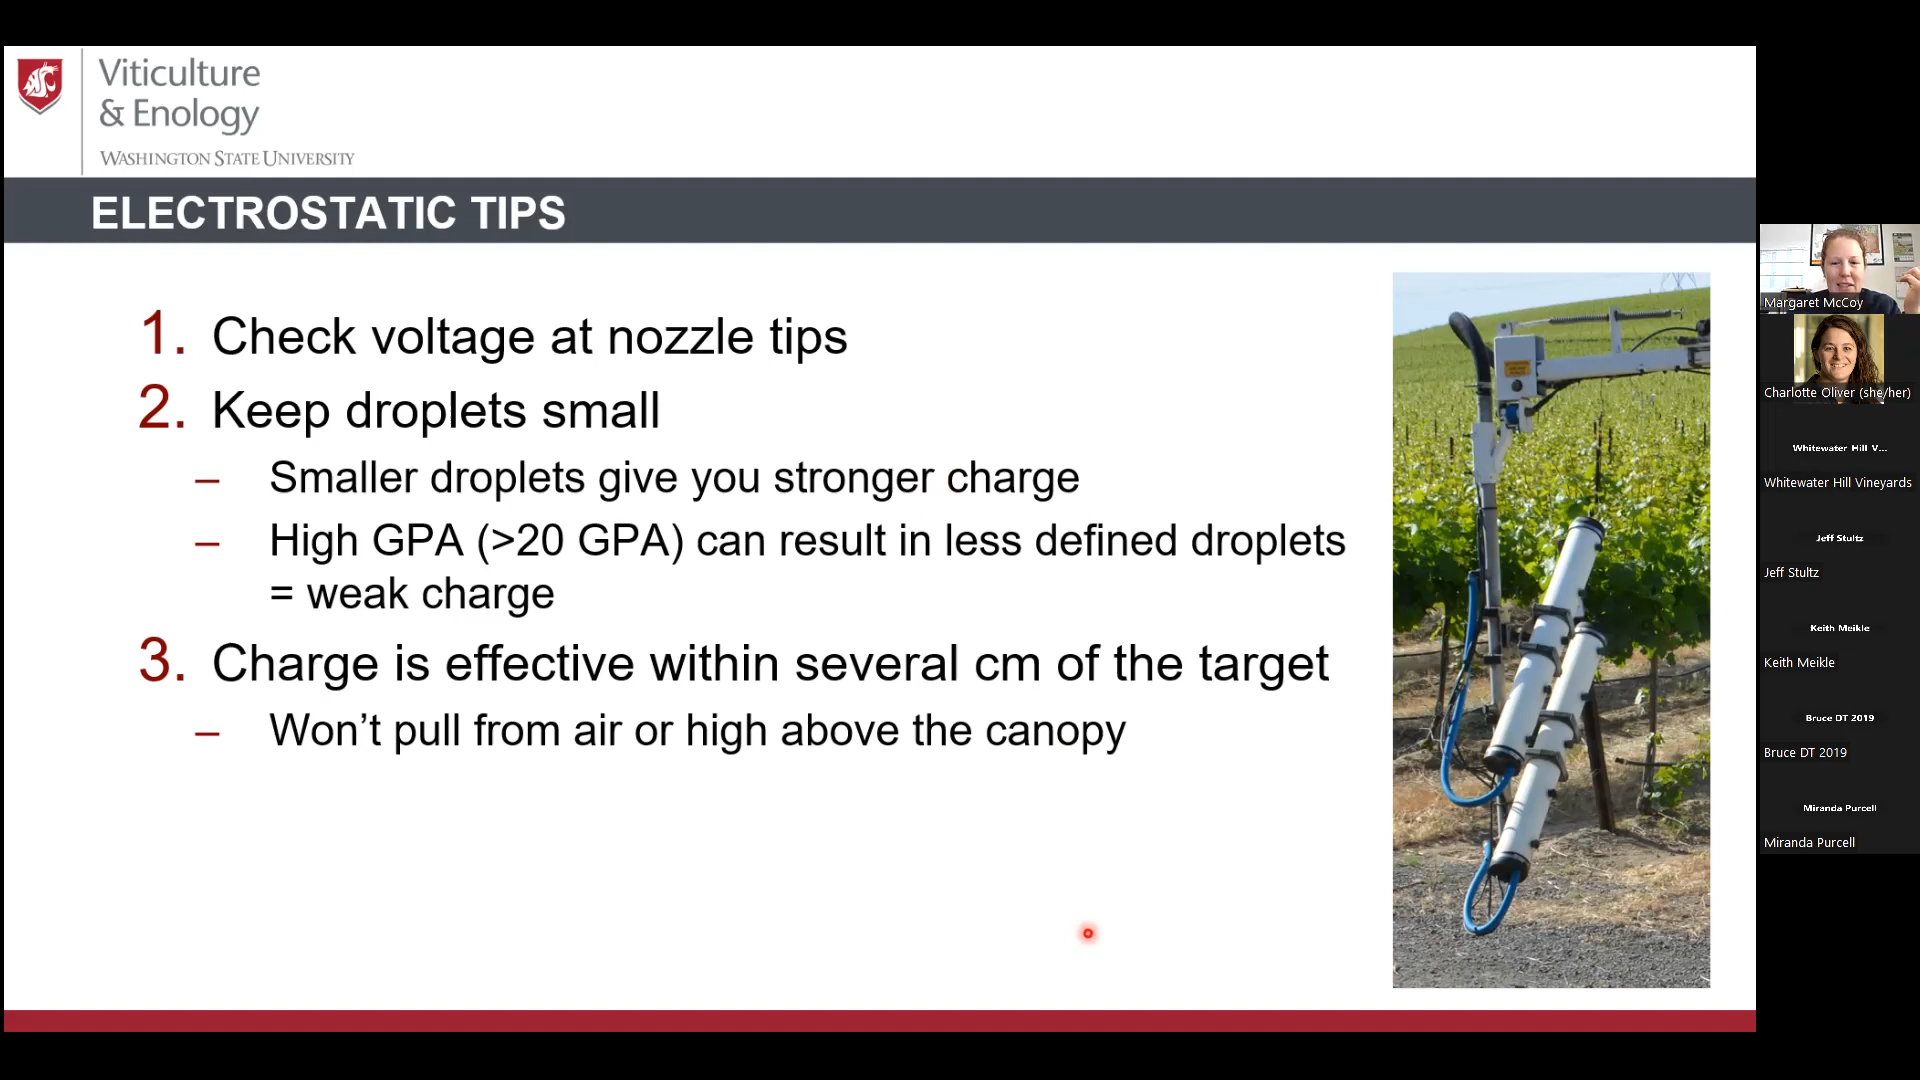 Viticulture
& Enology
WASHINGTON STATE UNIVERSITY
ELECTROSTATIC TIPS
1. Check voltage at nozzle tips
2. Keep droplets small
– Smaller droplets give you stronger charge
– High GPA (>20 GPA) can result in less defined droplets
= weak charge
3. Charge is effective within several cm of the target
– Won't pull from air or high above the canopy
Margaret McCoy
Charlotte Oliver (she/her)
Whitewater Hill V...
Whitewater Hill Vineyards
Jeff Stultz
Jeff Stultz
Keith Meikle
Keith Meikle
Bruce DT 2019
Bruce DT 2019
Miranda Purcell
Miranda Purcell